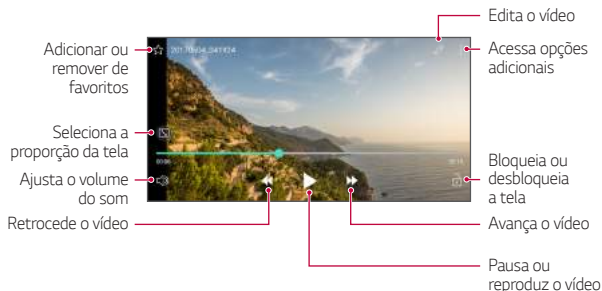 Edita o vídeo
Adicionar ou
remover de
favoritos
Acessa opções
adicionais
Seleciona a
proporção da tela
Ajusta o volume
do som
Bloqueia ou
desbloqueia
a tela
Retrocede o vídeo
Avança o vídeo
Pausa ou
reproduz o vídeo